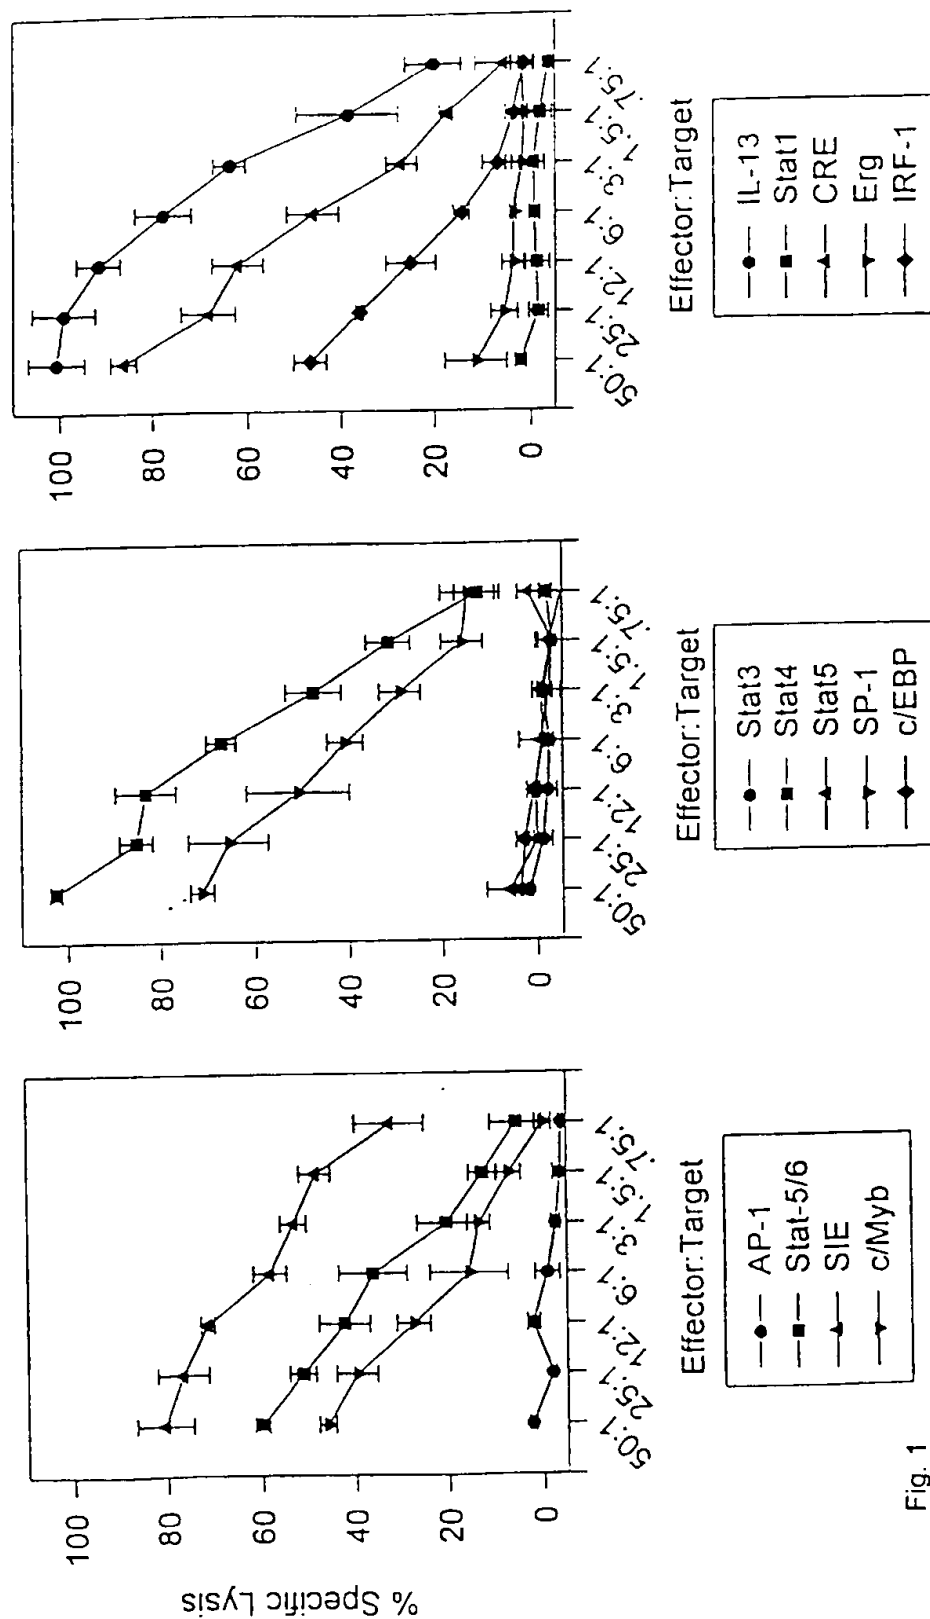 % Specific Lysis
100
80
60
40
20
0
50:1 25:1 12:1 6:1 3:1 1.5:1 .75:1
Effector:Target
AP-1
Stat-5/6
SIE
c/Myb
100
80
60
40
20
0
50:1 25:1 12:1 6:1 3:1 1.5:1 .75:1
Effector:Target
Stat3
Stat4
Stat5
SP-1
c/EBP
100
80
60
40
20
0
50:1 25:1 12:1 6:1 3:1 1.5:1 .75:1
Effector:Target
IL-13
Stat1
CRE
Erg
IRF-1
Fig. 1